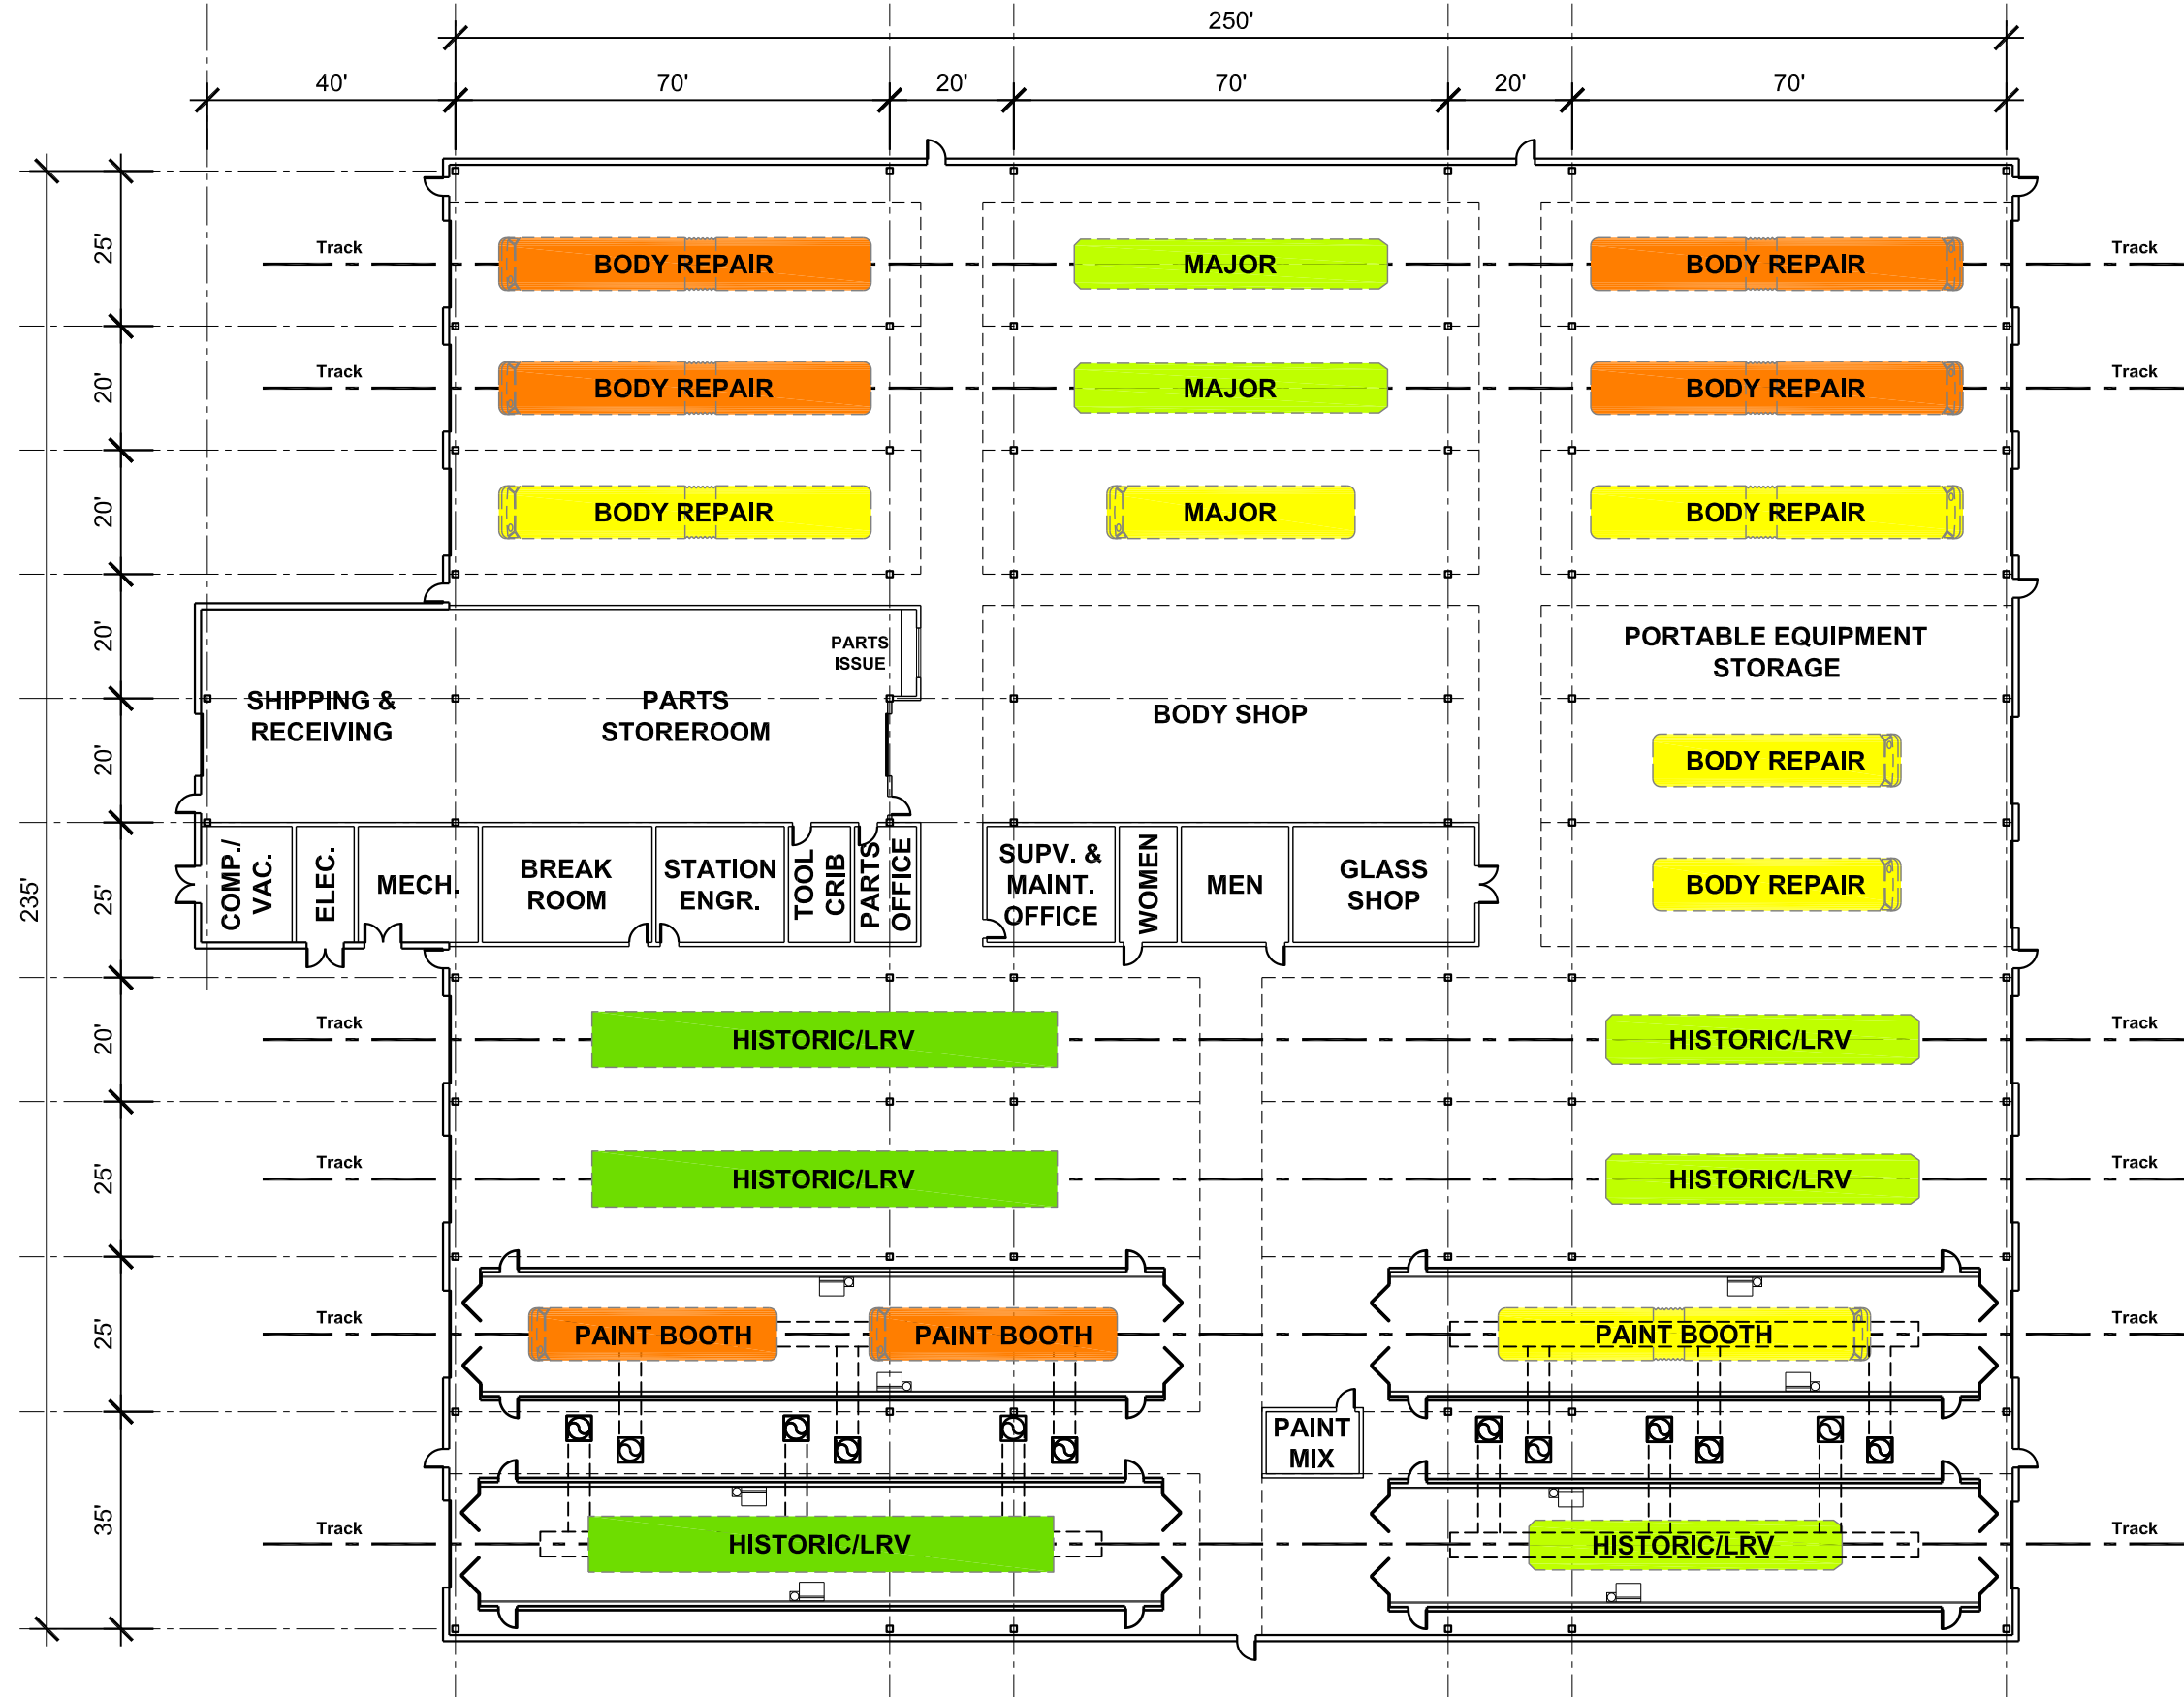 250'
40' 70' 20' 70' 20' 70'
25'
Track BODY REPAIR MAJOR BODY REPAIR Track
20'
Track BODY REPAIR MAJOR BODY REPAIR Track
20'
BODY REPAIR MAJOR BODY REPAIR
20'
PARTS
ISSUE
PORTABLE EQUIPMENT
STORAGE
SHIPPING &
RECEIVING
PARTS
STOREROOM
BODY SHOP
20'
BODY REPAIR
235'
25'
COMP./
VAC.
ELEC.
MECH.
BREAK
ROOM
STATION
ENGR.
TOOL
CRIB
PARTS
OFFICE
SUPV. &
MAINT.
OFFICE
WOMEN
MEN
GLASS
SHOP
BODY REPAIR
20'
Track HISTORIC/LRV HISTORIC/LRV Track
25'
Track HISTORIC/LRV HISTORIC/LRV Track
25'
Track PAINT BOOTH PAINT BOOTH PAINT BOOTH Track
PAINT
MIX
35'
Track HISTORIC/LRV HISTORIC/LRV Track